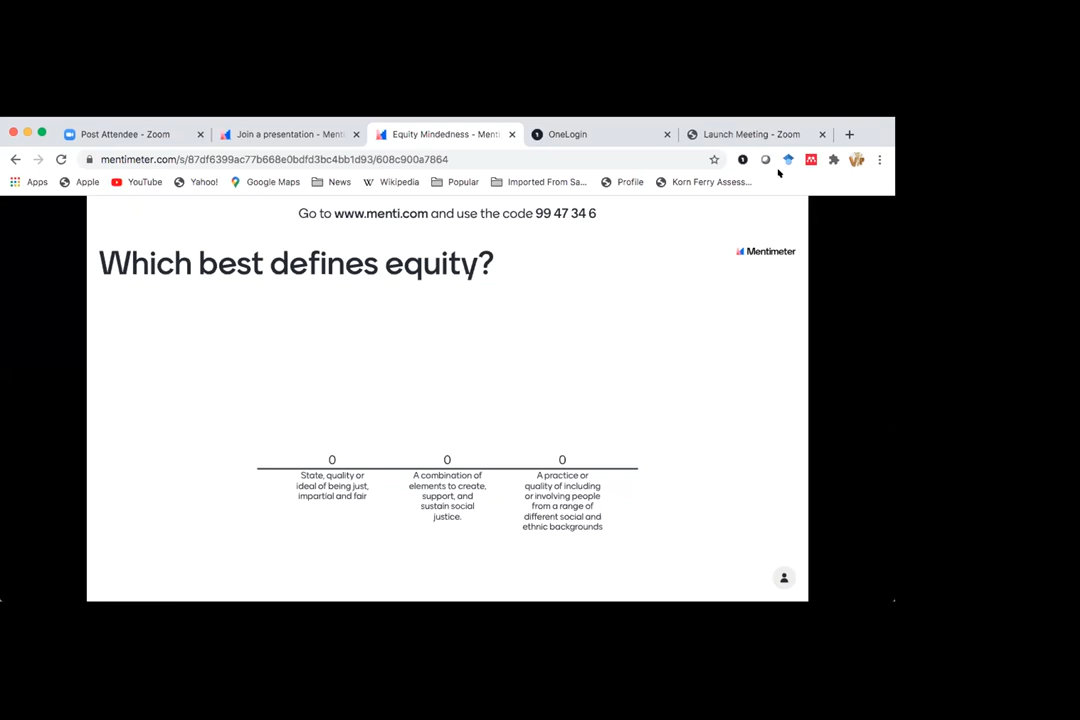 Post Attendee - Zoom
Join a presentation - Menti
Equity Mindedness - Menti
OneLogin
Launch Meeting - Zoom
mentimeter.com/s/87df6399ac77b668e0bdfd3bc4bb1d93/608c900a7864
Apps
Apple
YouTube
Yahoo!
Google Maps
News
Wikipedia
Popular
Imported From Sa...
Profile
Korn Ferry Assess...
Go to www.menti.com and use the code 99 47 34 6
Which best defines equity?
Mentimeter
0
State, quality or
ideal of being just,
impartial and fair
0
A combination of
elements to create,
support, and
sustain social
justice.
0
A practice or
quality of including
or involving people
from a range of
different social and
ethnic backgrounds